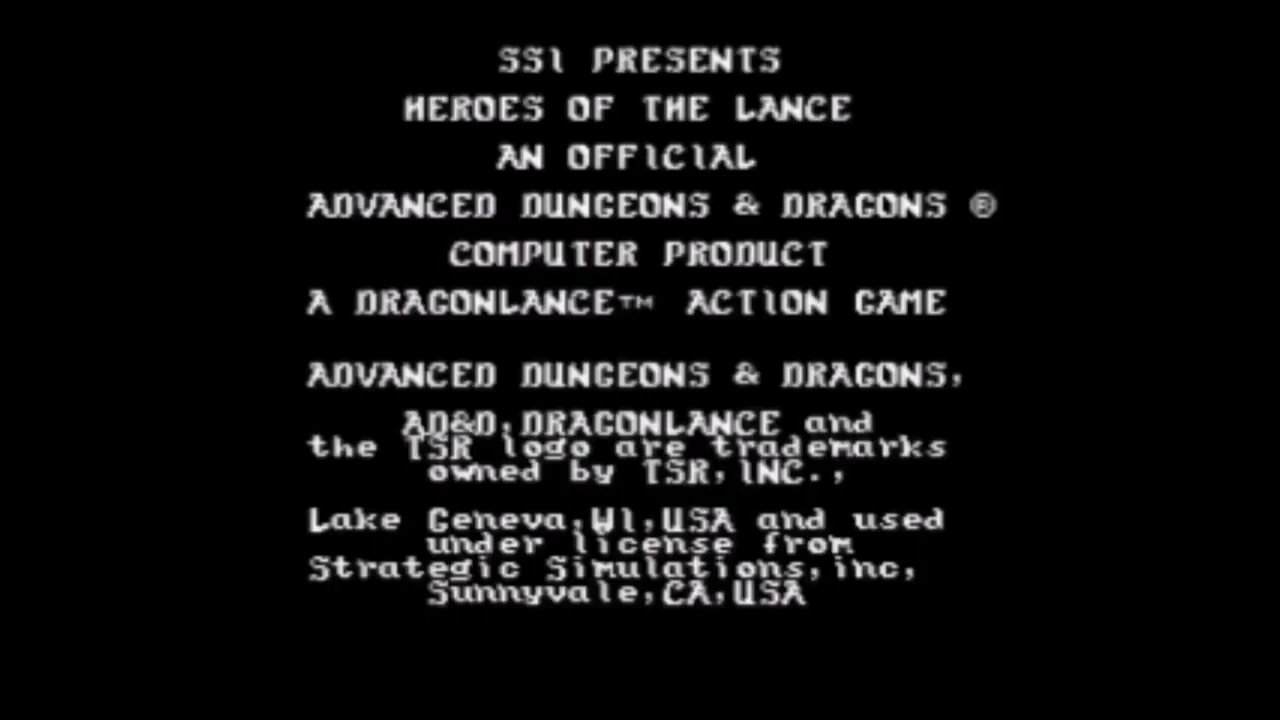 SSI PRESENTS
HEROES OF THE LANCE
AN OFFICIAL
ADVANCED DUNGEONS & DRAGONS ®
COMPUTER PRODUCT
A DRAGONLANCE™ ACTION GAME
ADVANCED DUNGEONS & DRAGONS,
AD&D,DRAGONLANCE and
the TSR logo are trademarks
owned by TSR,INC.,
Lake Geneva,WI,USA and used
under license from
Strategic Simulations,inc,
Sunnyvale,CA,USA